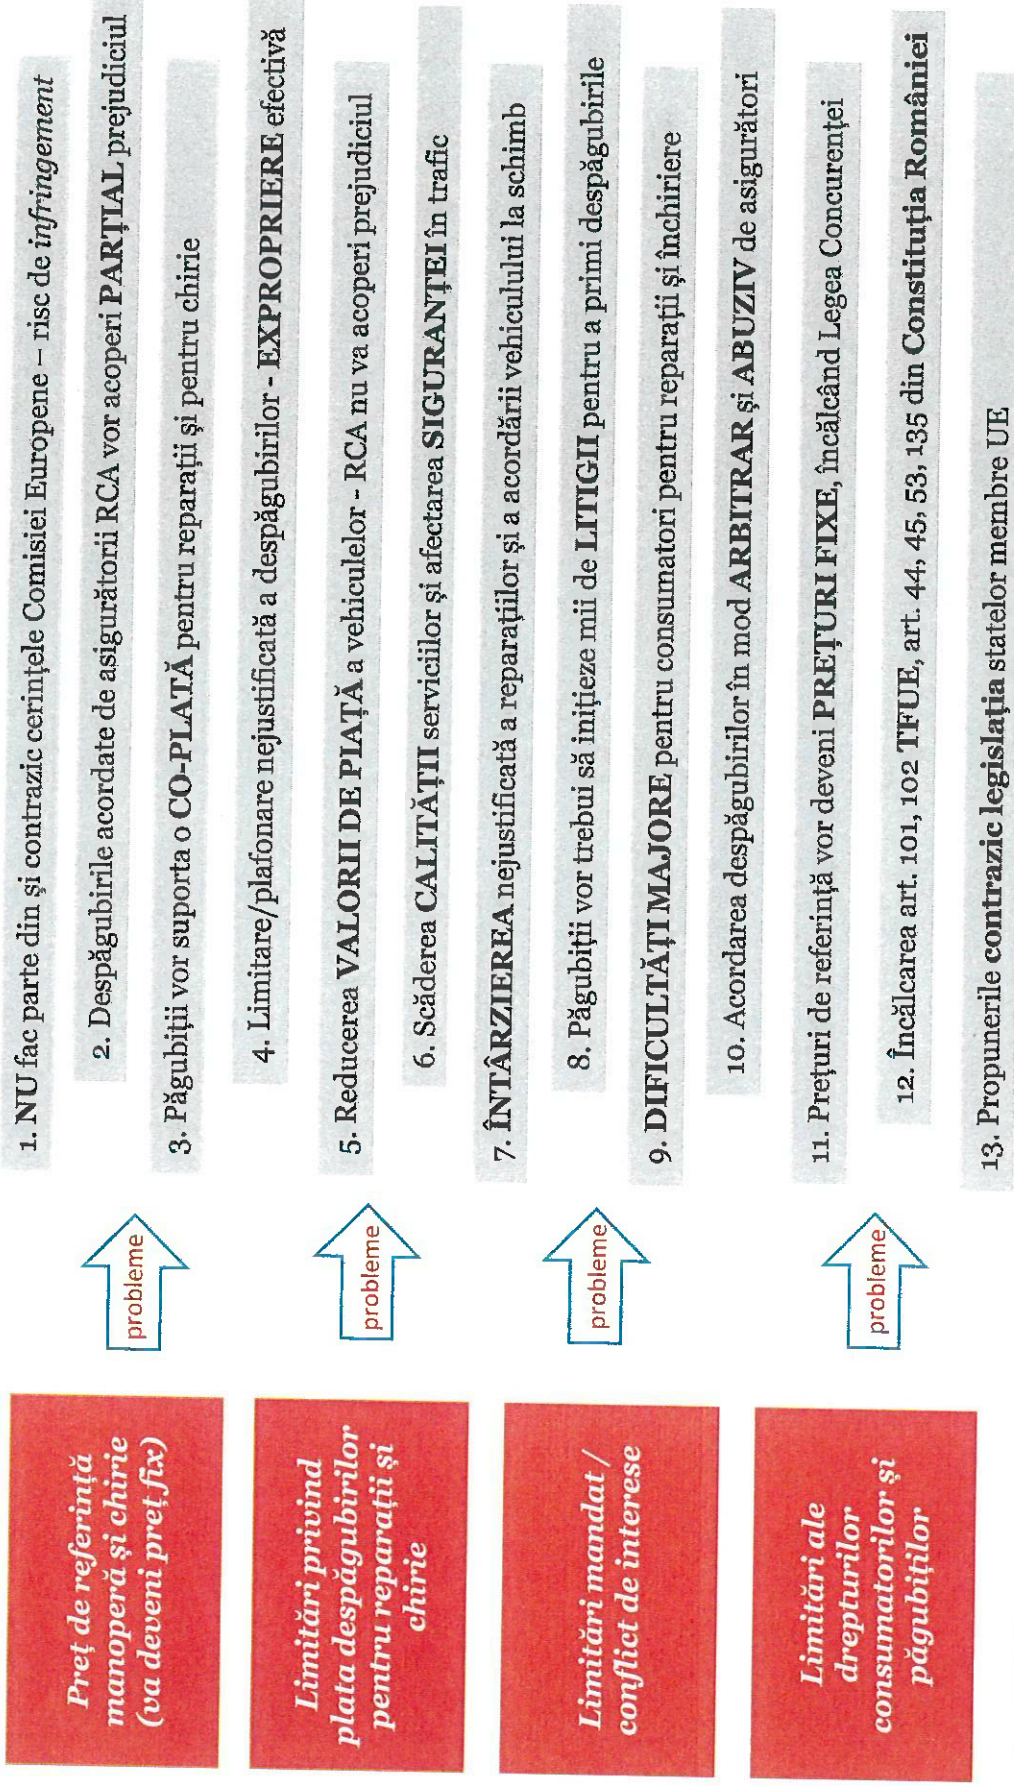 Preț de referință
manoperă și chirie
(va deveni preț fix)
Limitări privind
plata despăgubirilor
pentru reparații și
chirie
Limitări mandat /
conflict de interese
Limitări ale
drepturilor
consumatorilor și
păgubiților
probleme
probleme
probleme
probleme
1. NU fac parte din și contrazic cerințele Comisiei Europene – risc de infringement
2. Despăgubirile acordate de asigurătorii RCA vor acoperi PARȚIAL prejudiciul
3. Păgubiții vor suporta o CO-PLATĂ pentru reparații și pentru chirie
4. Limitare/plafonare nejustificată a despăgubirilor - EXPROPRIERE efectivă
5. Reducerea VALORII DE PIAȚĂ a vehiculelor - RCA nu va acoperi prejudiciul
6. Scăderea CALITĂȚII serviciilor și afectarea SIGURANȚEI în trafic
7. ÎNTÂRZIEREA nejustificată a reparațiilor și a acordării vehiculului la schimb
8. Păgubiții vor trebui să inițieze mii de LITIGII pentru a primi despăgubirile
9. DIFICULTĂȚI MAJORE pentru consumatori pentru reparații și închiriere
10. Acordarea despăgubirilor în mod ARBITRAR și ABUZIV de asigurători
11. Prețuri de referință vor deveni PREȚURI FIXE, încălcând Legea Concurenței
12. Încălcarea art. 101, 102 TFUE, art. 44, 45, 53, 135 din Constituția României
13. Propunerile contrazic legislația statelor membre UE